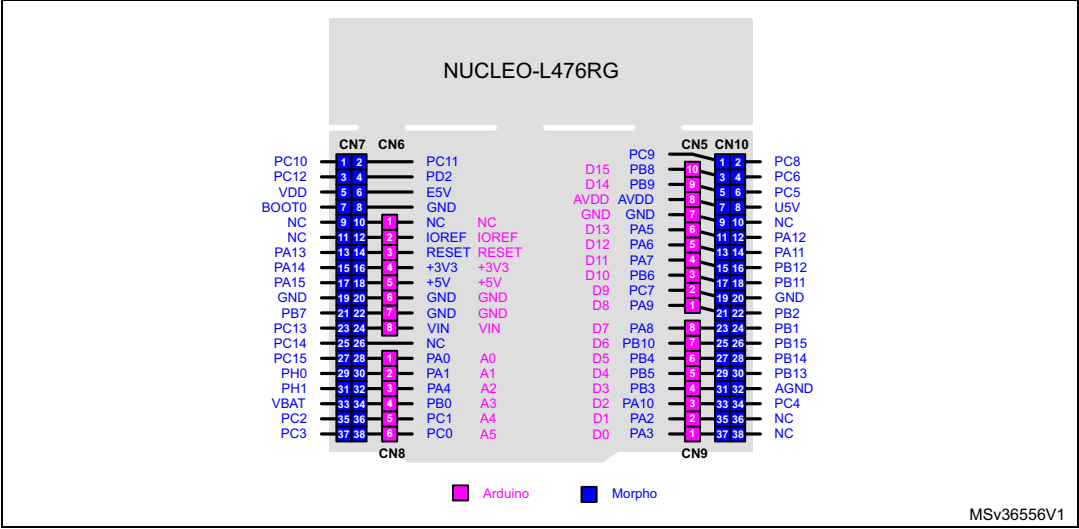 NUCLEO-L476RG
CN7 CN6 CN5 CN10
PC9
PC10 1 2 PC11 1 2 PC8
D15 PB8 10
PC12 3 4 PD2 3 4 PC6
D14 PB9 9
VDD 5 6 E5V 5 6 PC5
AVDD AVDD 8
BOOT0 7 8 GND 7 8 U5V
GND GND 7
NC 9 10 1 NC NC 9 10 NC
D13 PA5 6
NC 11 12 2 IOREF IOREF 11 12 PA12
D12 PA6 5
PA13 13 14 3 RESET RESET 13 14 PA11
D11 PA7 4
PA14 15 16 4 +3V3 +3V3 15 16 PB12
D10 PB6 3
PA15 17 18 5 +5V +5V 17 18 PB11
D9 PC7 2
GND 19 20 6 GND GND 19 20 GND
D8 PA9 1
PB7 21 22 7 GND GND 21 22 PB2
PC13 23 24 8 VIN VIN D7 PA8 8 23 24 PB1
PC14 25 26 NC D6 PB10 7 25 26 PB15
PC15 27 28 1 PA0 A0 D5 PB4 6 27 28 PB14
PH0 29 30 2 PA1 A1 D4 PB5 5 29 30 PB13
PH1 31 32 3 PA4 A2 D3 PB3 4 31 32 AGND
VBAT 33 34 4 PB0 A3 D2 PA10 3 33 34 PC4
PC2 35 36 5 PC1 A4 D1 PA2 2 35 36 NC
PC3 37 38 6 PC0 A5 D0 PA3 1 37 38 NC
CN8 CN9
Arduino Morpho
MSv36556V1